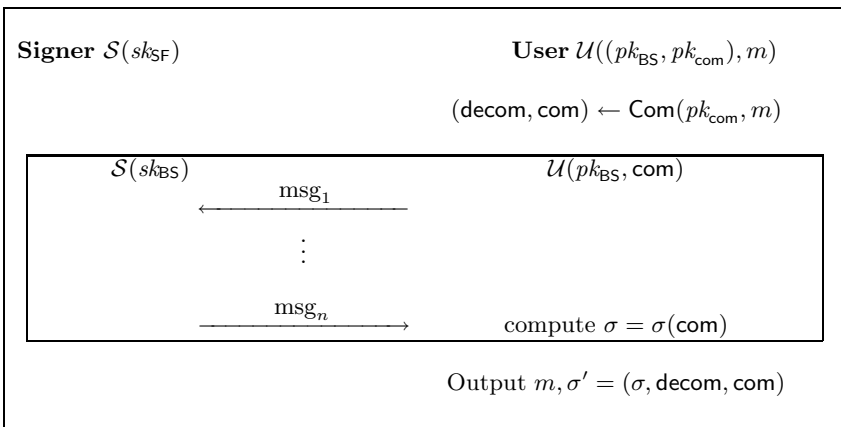 Signer S(sk_SF) User U((pk_BS, pk_com), m)
(decom, com) ← Com(pk_com, m)
S(sk_BS) U(pk_BS, com)
msg_1
⋮
msg_n
compute σ = σ(com)
Output m, σ′ = (σ, decom, com)